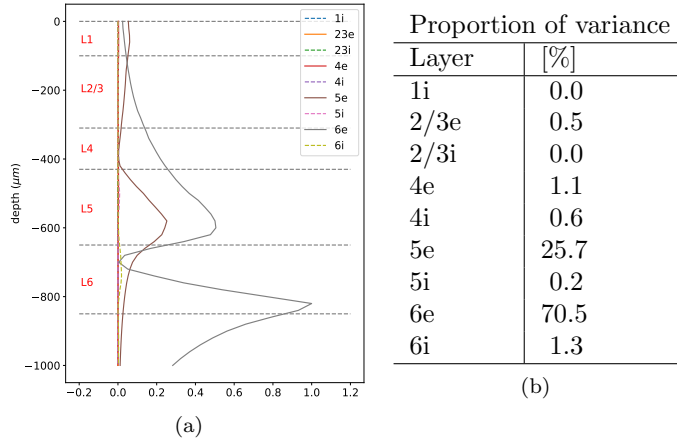 0
−200
−400
−600
−800
−1000
depth (μm)
L1
L2/3
L4
L5
L6
1i
23e
23i
4e
4i
5e
5i
6e
6i
−0.2 0.0 0.2 0.4 0.6 0.8 1.0 1.2
(a)
Proportion of variance
Layer [%]
1i 0.0
2/3e 0.5
2/3i 0.0
4e 1.1
4i 0.6
5e 25.7
5i 0.2
6e 70.5
6i 1.3
(b)